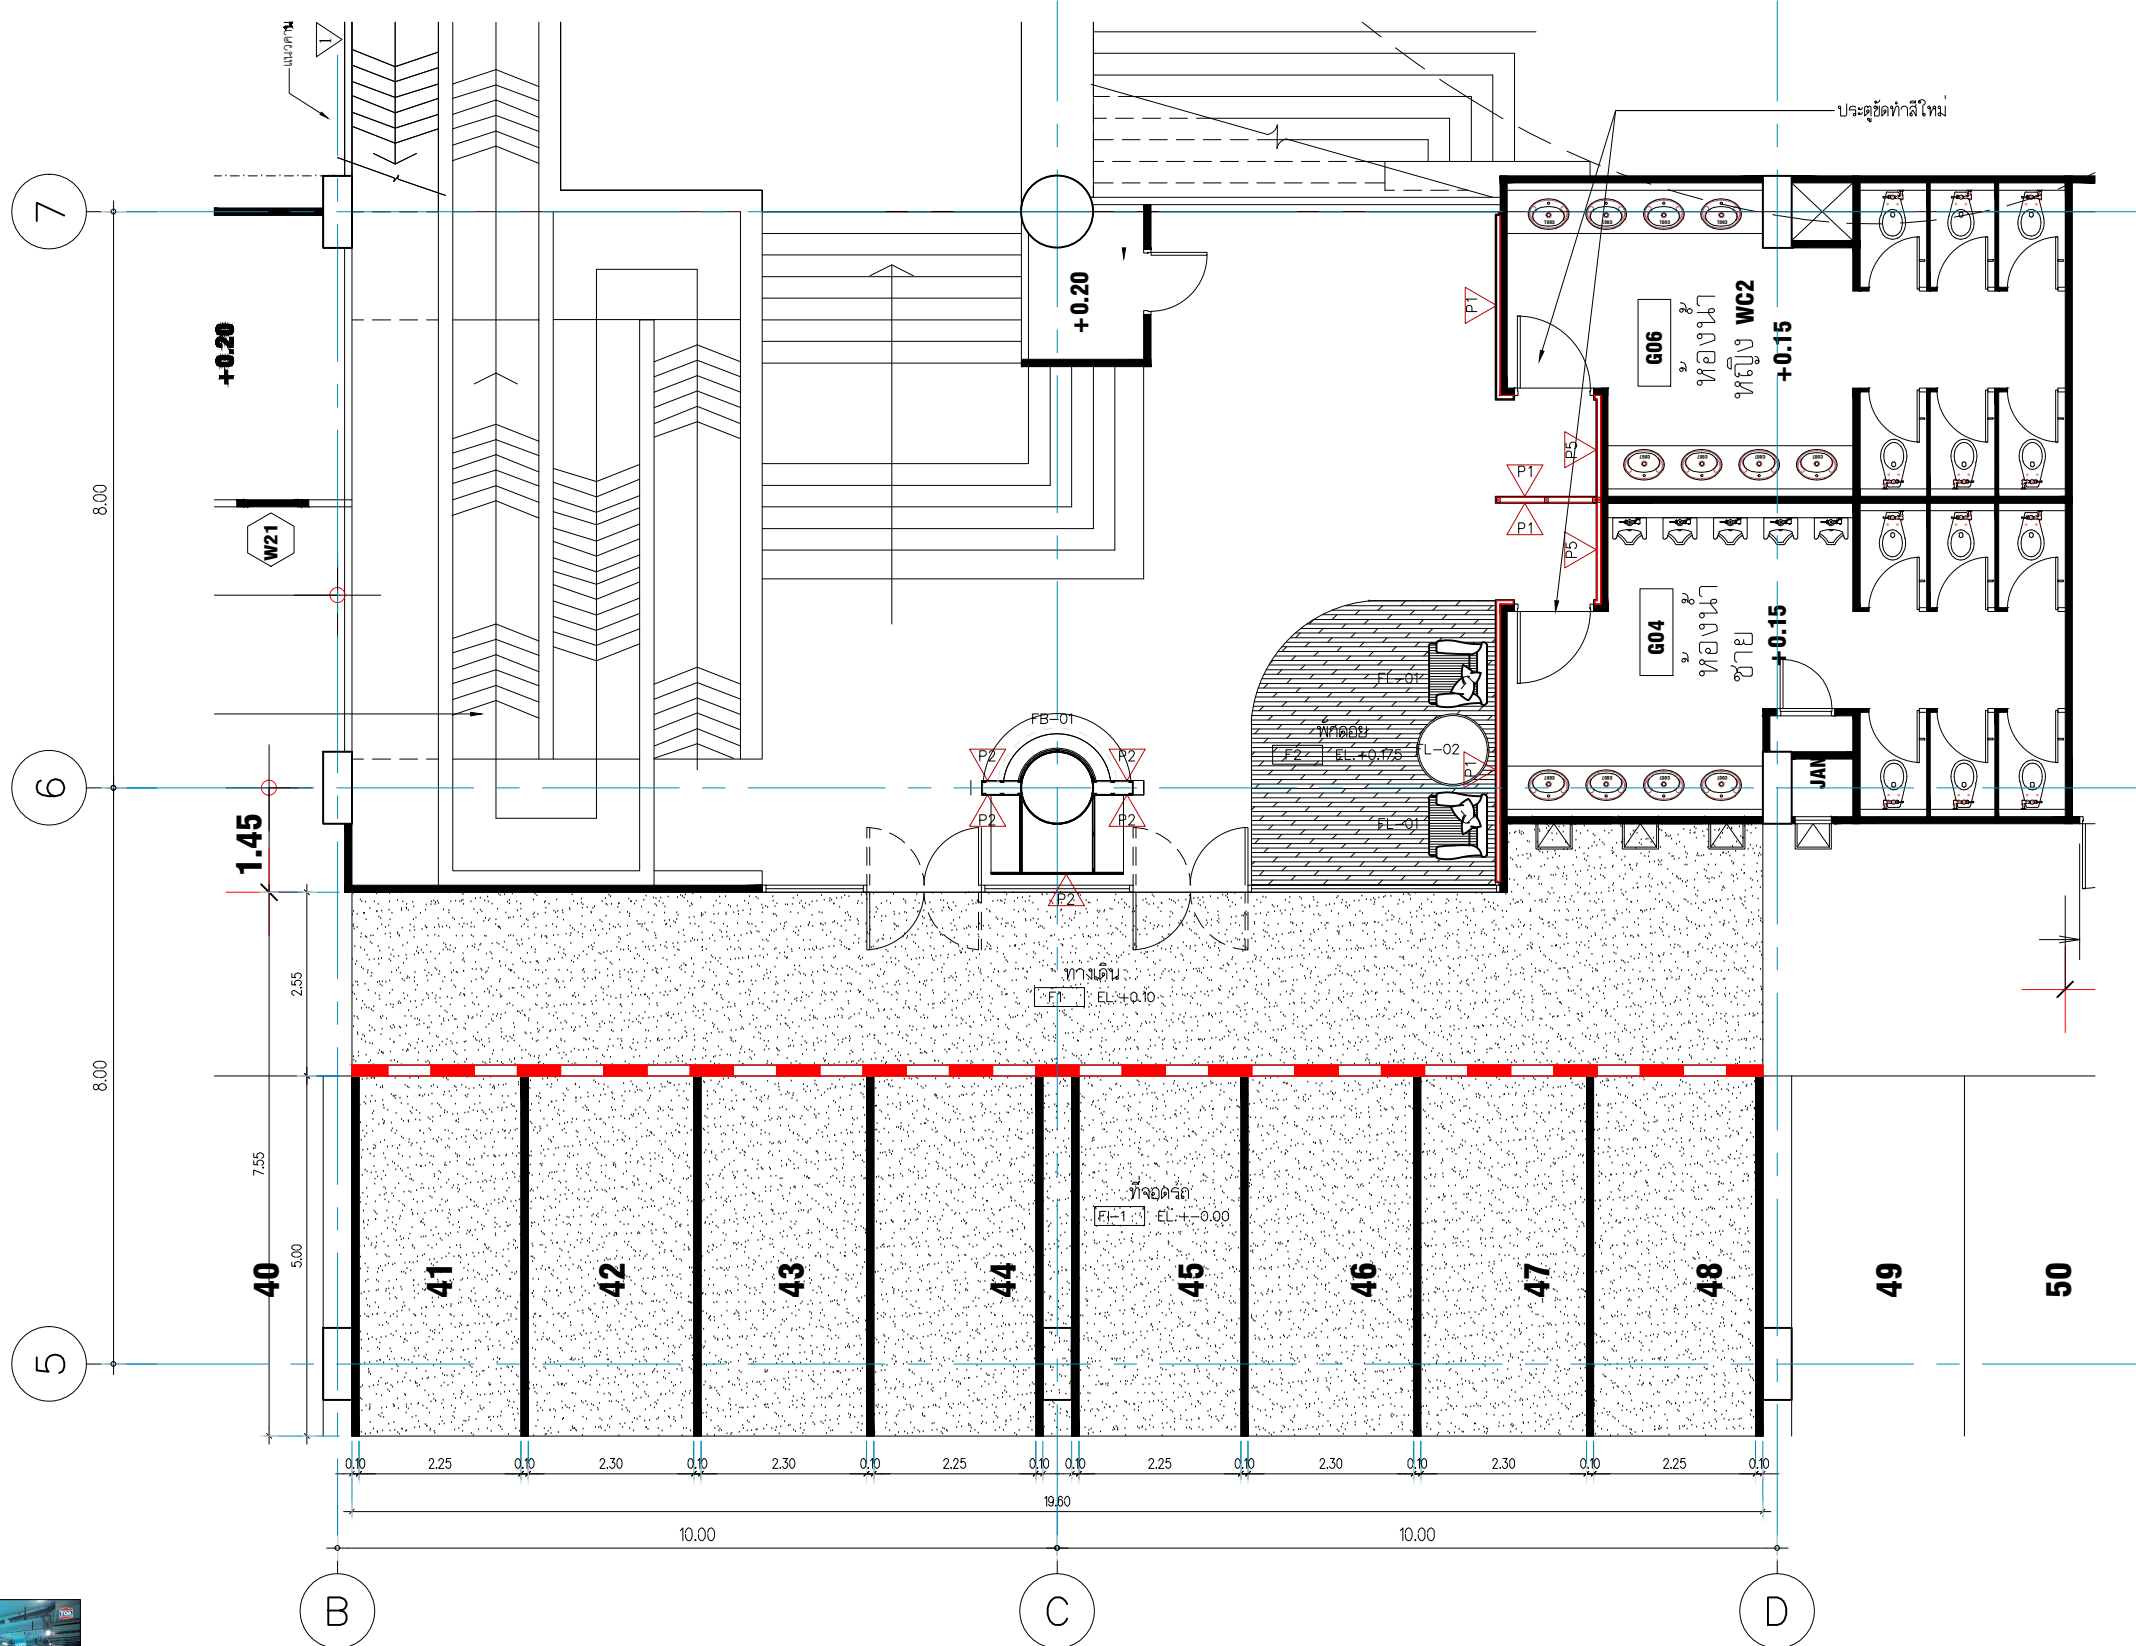 แนวคาน
1
ประตูขัดทำสีใหม่
7
+0.20
+0.20
P1
G06
ห้องน้ำ
หญิง
WC2
+0.15
8.00
P5
P1
P1
P5
W21
G04
ห้องน้ำ
ชาย
+0.15
FL-01
FB-01
พักคอย
F2 EL.+0.175
FL-02
P1
P2
P2
6
JAN
P2
P2
FL-01
1.45
P2
2.55
ทางเดิน
F1 EL.+0.10
8.00
7.55
ที่จอดรถ
FI-1 EL.+-0.00
5.00
40
41
42
43
44
45
46
47
48
49
50
5
0.10 2.25 0.10 2.30 0.10 2.30 0.10 2.25 0.10 0.10 2.25 0.10 2.30 0.10 2.30 0.10 2.25 0.10
19.60
10.00 10.00
B C D
TOA